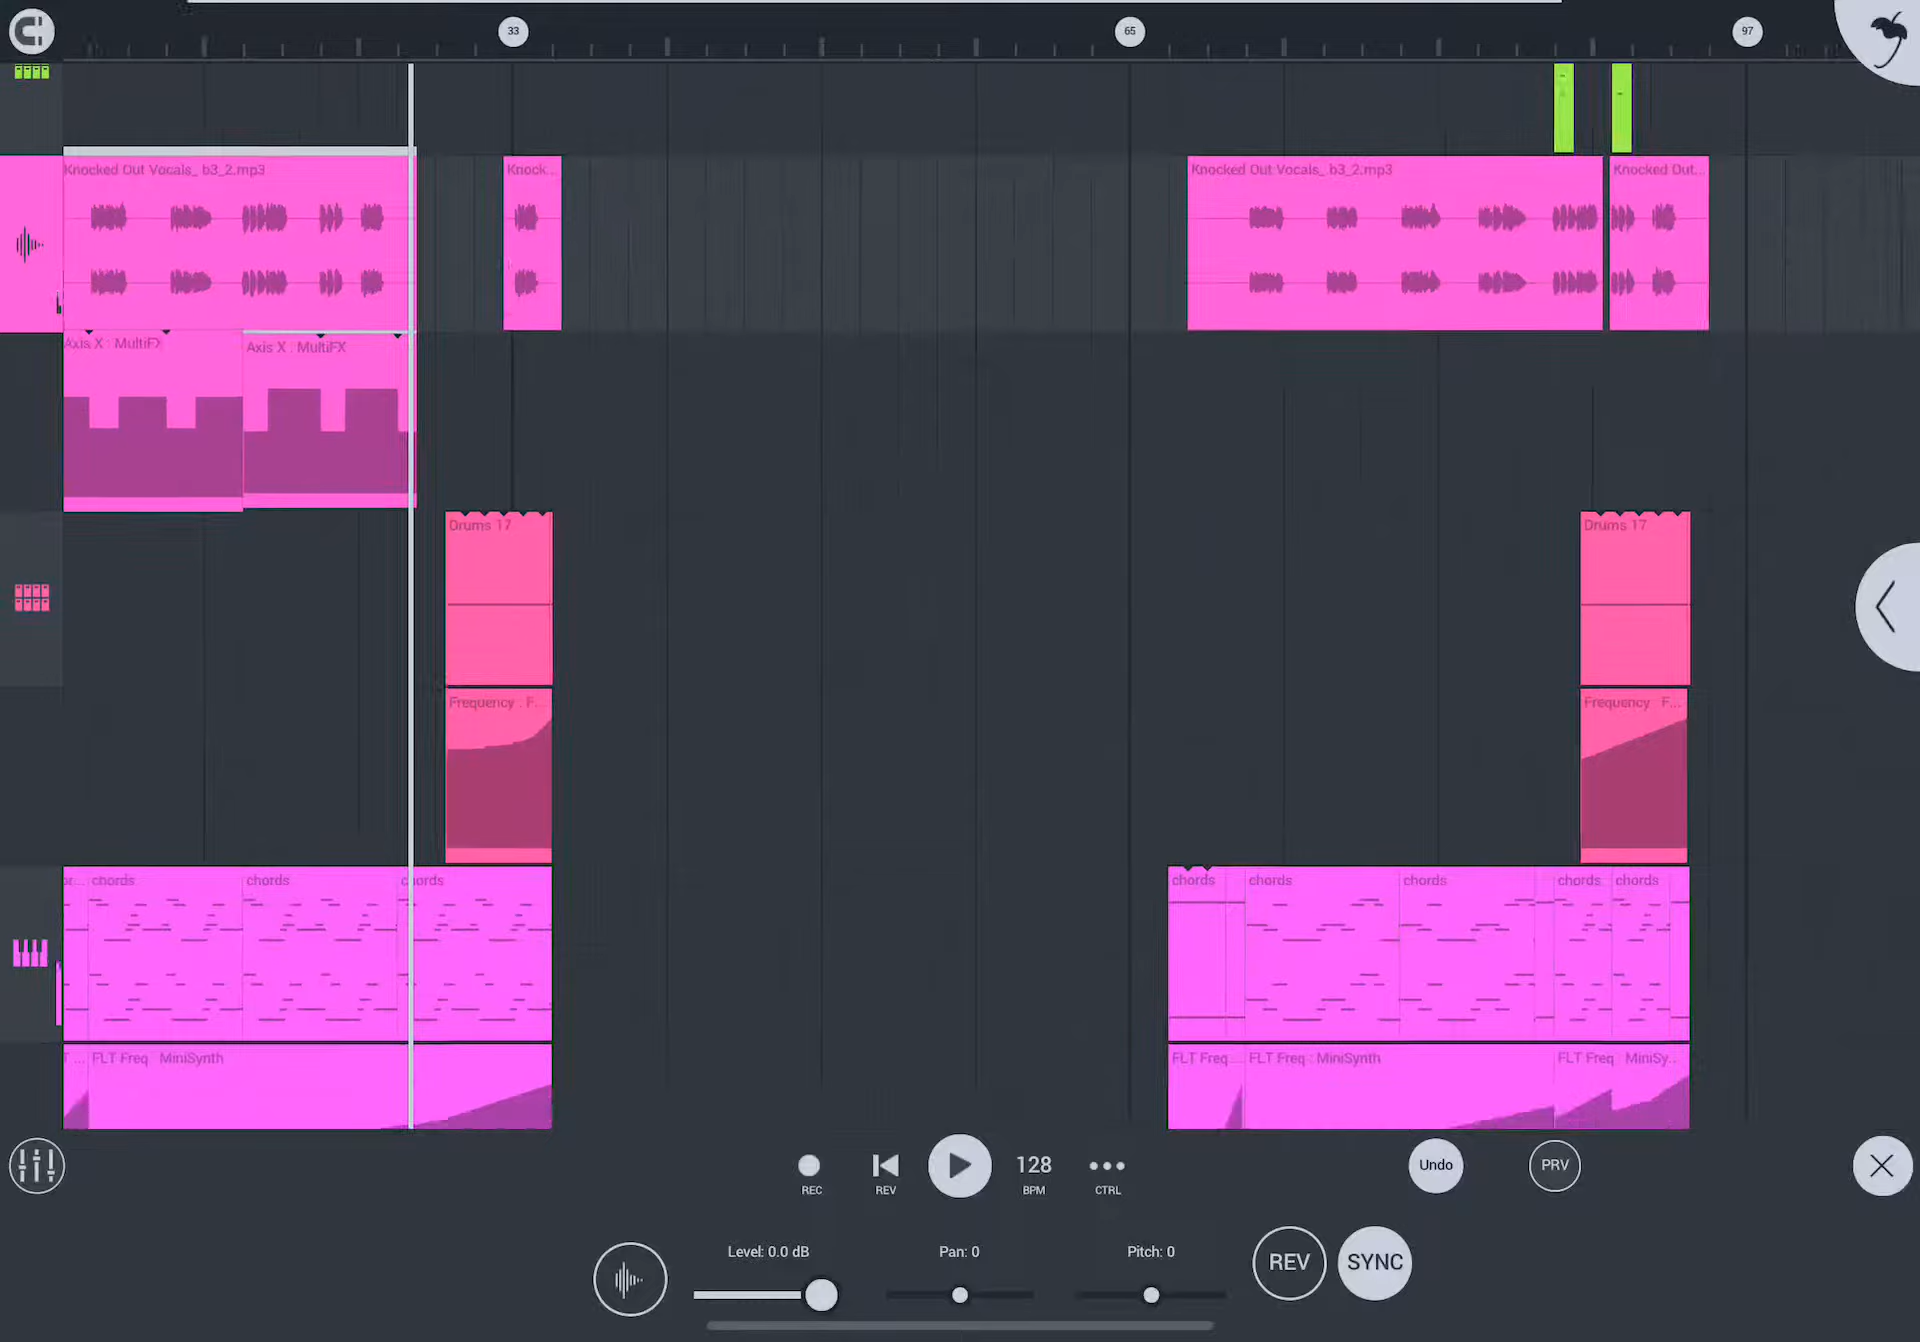 33
65
97
Knocked Out Vocals_ b3_2.mp3
Knock...
Knocked Out Vocals_ b3_2.mp3
Knocked Out...
Axis X : MultiFX
Axis X : MultiFX
Drums 17
Drums 17
Frequency : F...
Frequency F...
chords
chords
chords
chords
chords
chords
chords
chords
FLT Freq MiniSynth
FLT Freq ...
FLT Freq : MiniSynth
FLT Freq : MiniSy...
128
Undo
PRV
REC
REV
BPM
CTRL
Level: 0.0 dB
Pan: 0
Pitch: 0
REV
SYNC